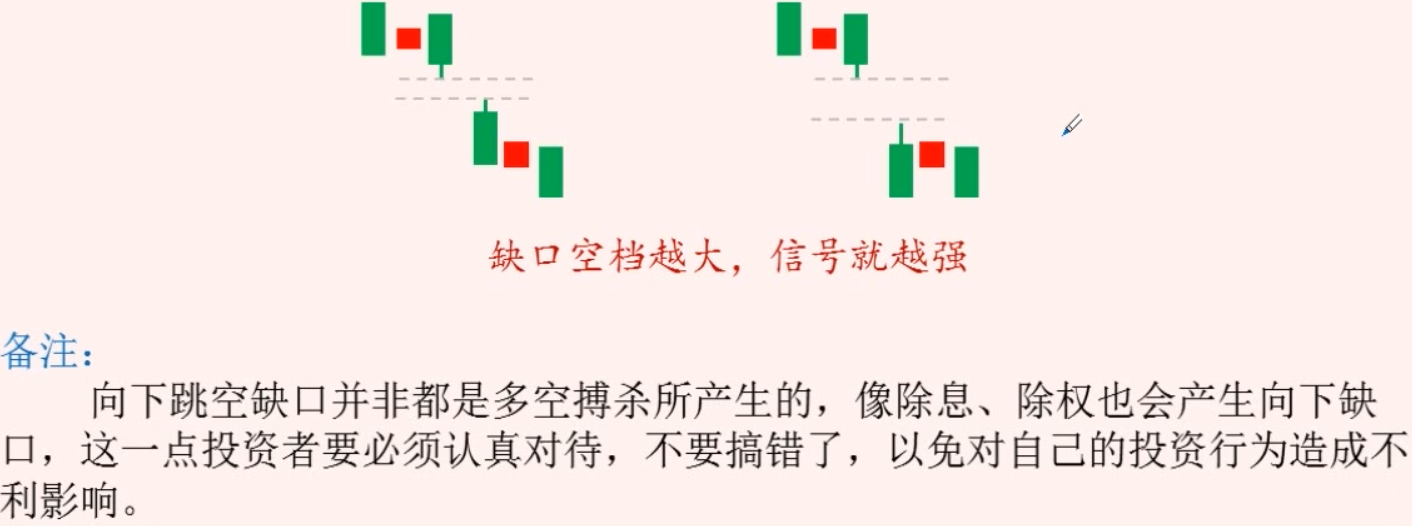 缺口空档越大，信号就越强
备注：
向下跳空缺口并非都是多空搏杀所产生的，像除息、除权也会产生向下缺
口，这一点投资者要必须认真对待，不要搞错了，以免对自己的投资行为造成不
利影响。